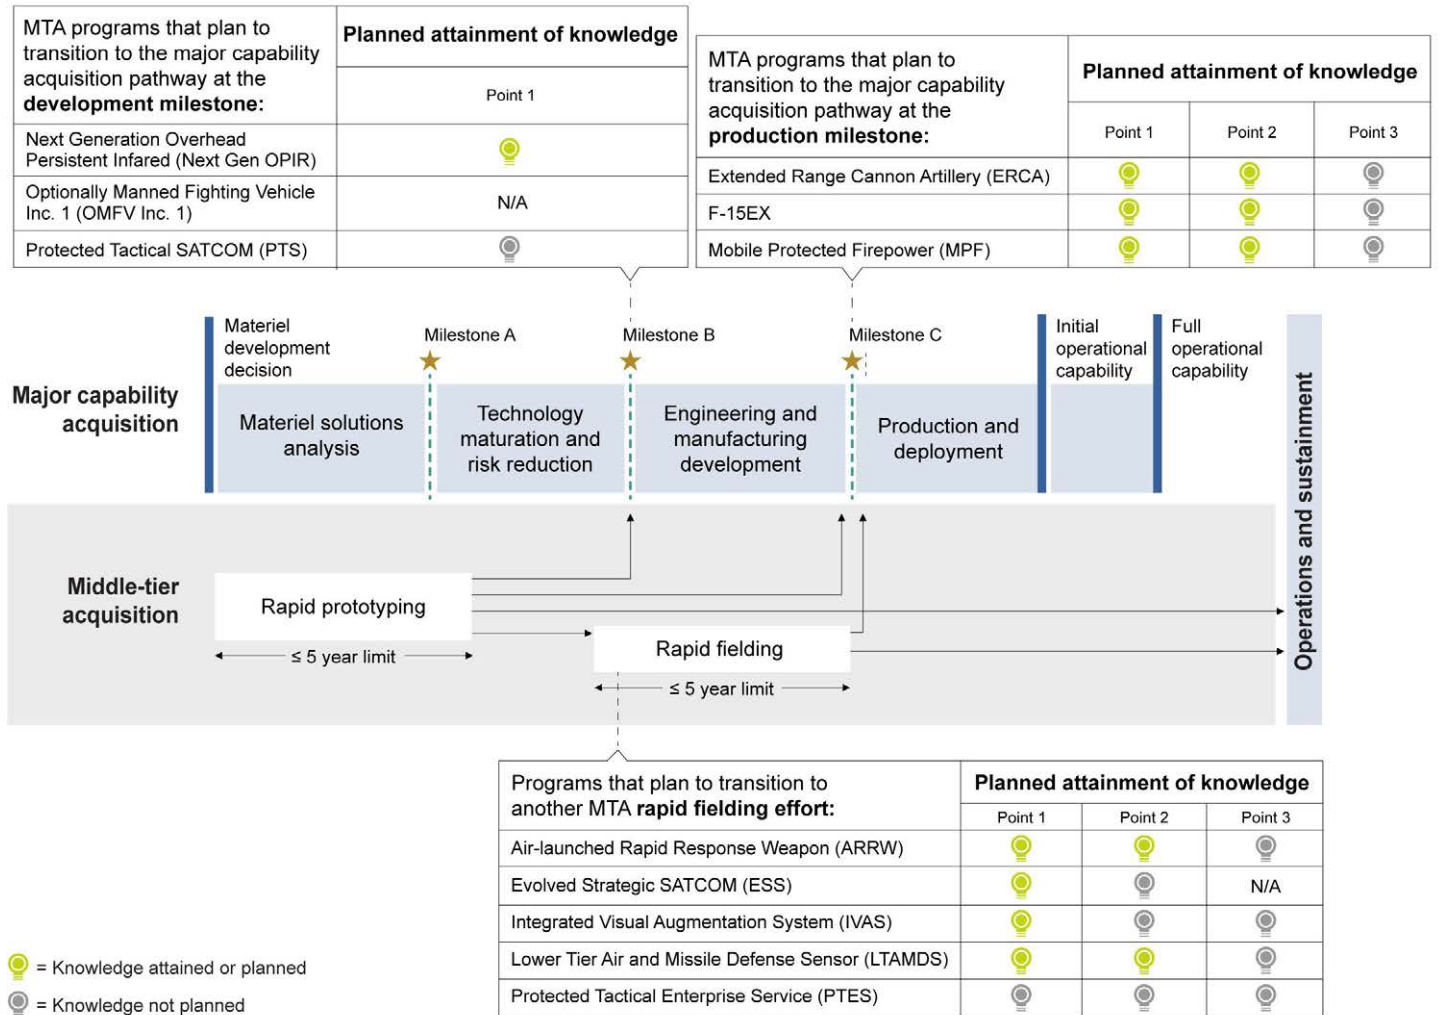 MTA programs that plan to
transition to the major capability
acquisition pathway at the
development milestone:
Planned attainment of knowledge
Point 1
Next Generation Overhead
Persistent Infared (Next Gen OPIR)
Optionally Manned Fighting Vehicle
Inc. 1 (OMFV Inc. 1)
N/A
Protected Tactical SATCOM (PTS)
MTA programs that plan to
transition to the major capability
acquisition pathway at the
production milestone:
Planned attainment of knowledge
Point 1
Point 2
Point 3
Extended Range Cannon Artillery (ERCA)
F-15EX
Mobile Protected Firepower (MPF)
Major capability
acquisition
Materiel
development
decision
Milestone A
Milestone B
Milestone C
Initial
operational
capability
Full
operational
capability
Materiel solutions
analysis
Technology
maturation and
risk reduction
Engineering and
manufacturing
development
Production and
deployment
Operations and sustainment
Middle-tier
acquisition
Rapid prototyping
≤ 5 year limit
Rapid fielding
≤ 5 year limit
Programs that plan to transition to
another MTA rapid fielding effort:
Planned attainment of knowledge
Point 1
Point 2
Point 3
Air-launched Rapid Response Weapon (ARRW)
Evolved Strategic SATCOM (ESS)
N/A
Integrated Visual Augmentation System (IVAS)
Lower Tier Air and Missile Defense Sensor (LTAMDS)
Protected Tactical Enterprise Service (PTES)
= Knowledge attained or planned
= Knowledge not planned